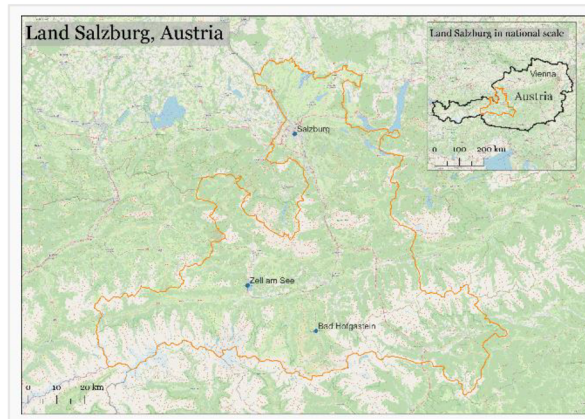 Land Salzburg, Austria
Land Salzburg in national scale
Vienna
Austria
0 100 200 km
Salzburg
Zell am See
Bad Hofgastein
0 10 20 km